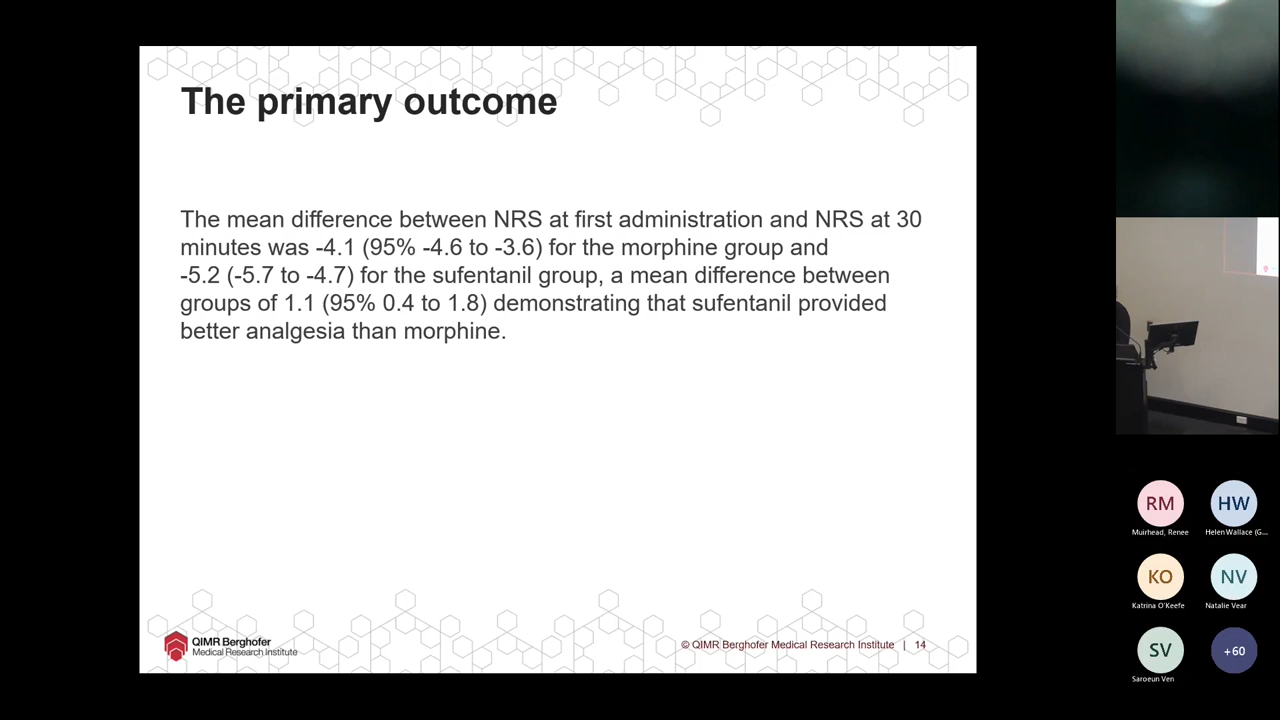 The primary outcome
The mean difference between NRS at first administration and NRS at 30
minutes was -4.1 (95% -4.6 to -3.6) for the morphine group and
-5.2 (-5.7 to -4.7) for the sufentanil group, a mean difference between
groups of 1.1 (95% 0.4 to 1.8) demonstrating that sufentanil provided
better analgesia than morphine.
QIMR Berghofer
Medical Research Institute
© QIMR Berghofer Medical Research Institute | 14
RM
HW
Muirhead, Renee
Helen Wallace (G...
KO
NV
Katrina O'Keefe
Natalie Vear
SV
+60
Saroeun Ven